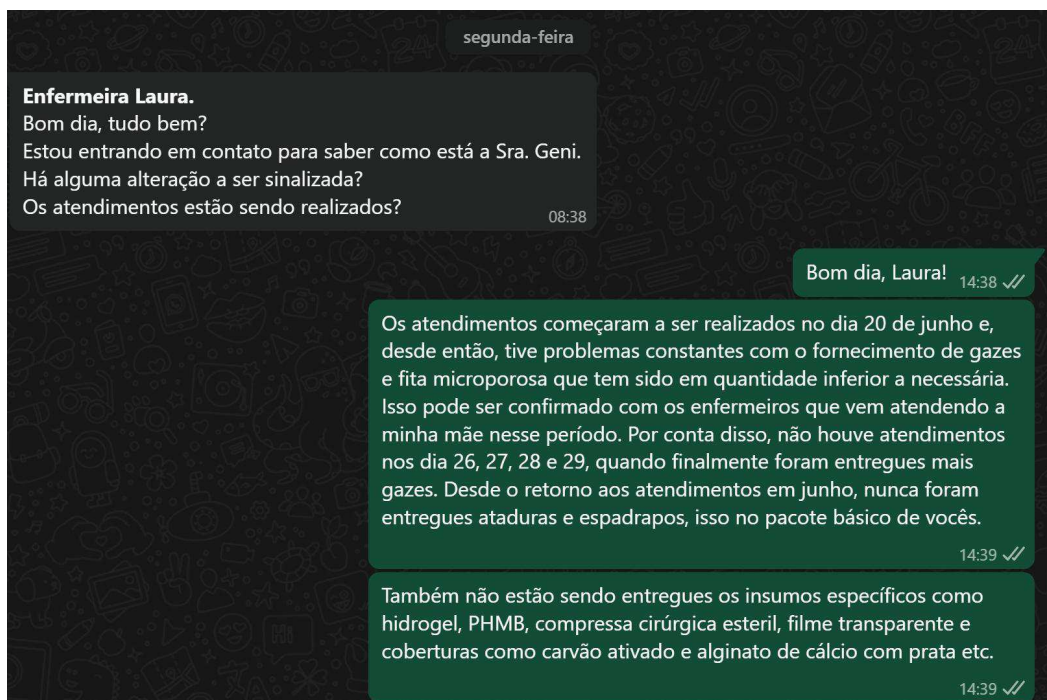 segunda-feira
Enfermeira Laura.
Bom dia, tudo bem?
Estou entrando em contato para saber como está a Sra. Geni.
Há alguma alteração a ser sinalizada?
Os atendimentos estão sendo realizados?
08:38
Bom dia, Laura! 14:38
Os atendimentos começaram a ser realizados no dia 20 de junho e,
desde então, tive problemas constantes com o fornecimento de gazes
e fita microporosa que tem sido em quantidade inferior a necessária.
Isso pode ser confirmado com os enfermeiros que vem atendendo a
minha mãe nesse período. Por conta disso, não houve atendimentos
nos dia 26, 27, 28 e 29, quando finalmente foram entregues mais
gazes. Desde o retorno aos atendimentos em junho, nunca foram
entregues ataduras e espadrapos, isso no pacote básico de vocês.
14:39
Também não estão sendo entregues os insumos específicos como
hidrogel, PHMB, compressa cirúrgica esteril, filme transparente e
coberturas como carvão ativado e alginato de cálcio com prata etc.
14:39